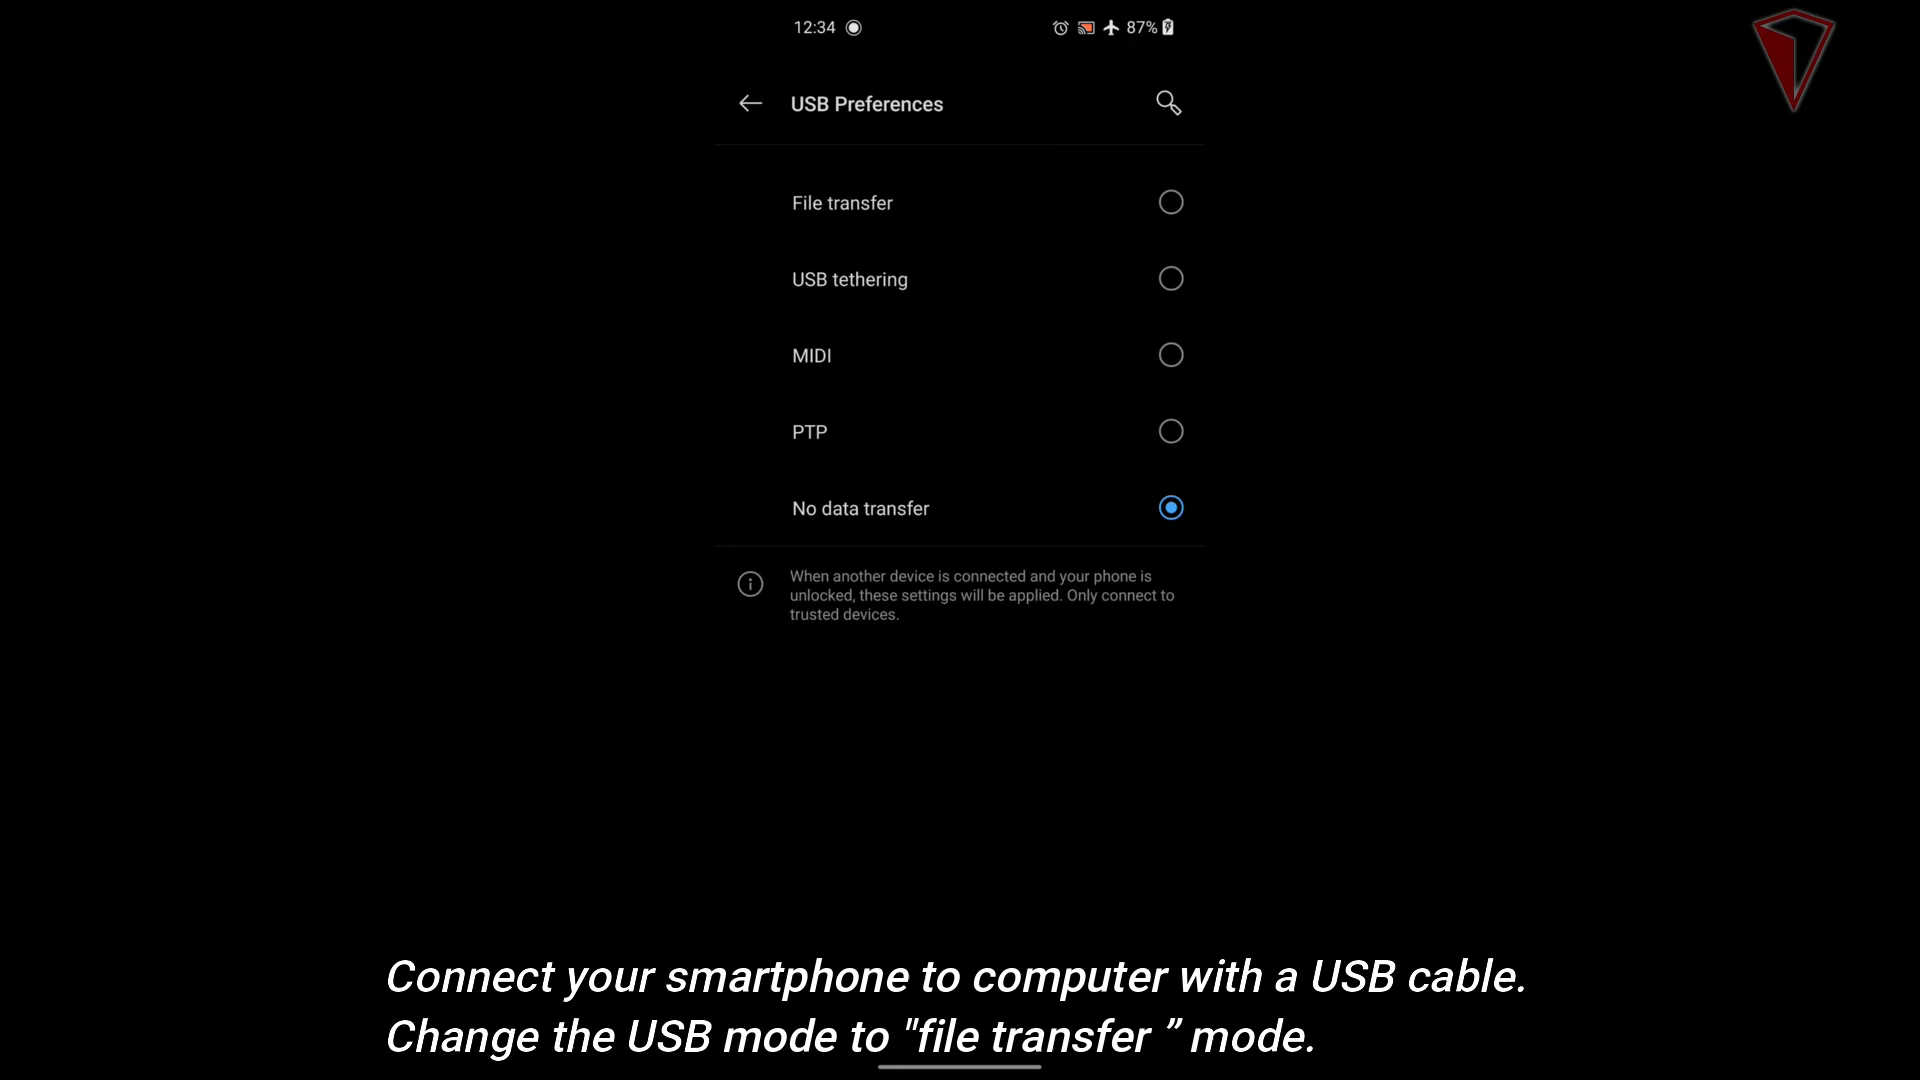 12:34
87%
USB Preferences
File transfer
USB tethering
MIDI
PTP
No data transfer
When another device is connected and your phone is
unlocked, these settings will be applied. Only connect to
trusted devices.
Connect your smartphone to computer with a USB cable.
Change the USB mode to "file transfer ” mode.